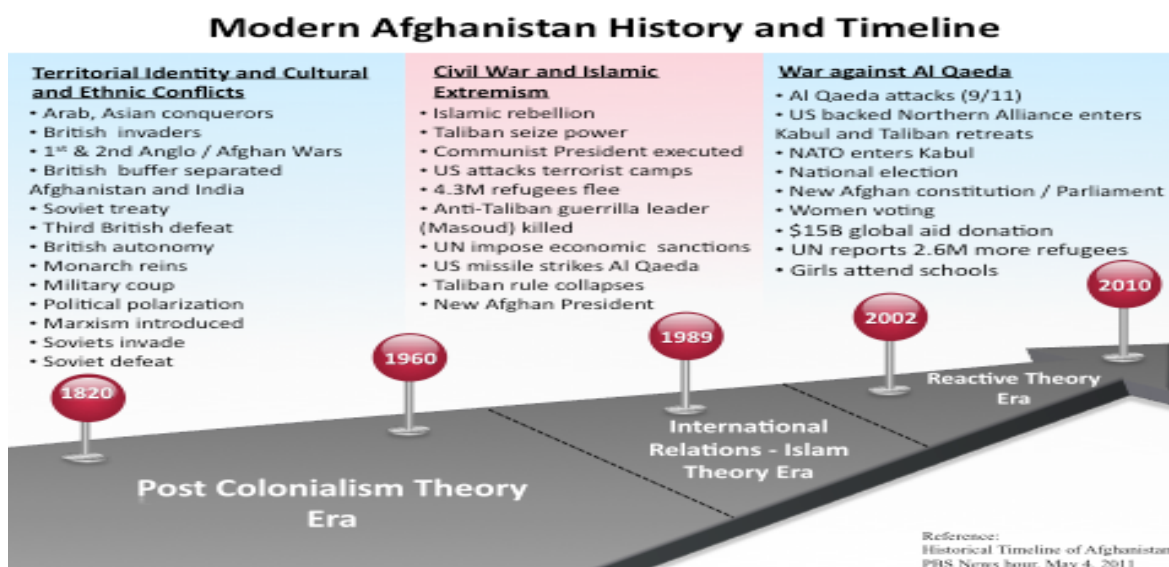 Modern Afghanistan History and Timeline
Territorial Identity and Cultural
and Ethnic Conflicts
• Arab, Asian conquerors
• British invaders
• 1st & 2nd Anglo / Afghan Wars
• British buffer separated
Afghanistan and India
• Soviet treaty
• Third British defeat
• British autonomy
• Monarch reins
• Military coup
• Political polarization
• Marxism introduced
• Soviets invade
• Soviet defeat
Civil War and Islamic
Extremism
• Islamic rebellion
• Taliban seize power
• Communist President executed
• US attacks terrorist camps
• 4.3M refugees flee
• Anti-Taliban guerrilla leader
(Masoud) killed
• UN impose economic sanctions
• US missile strikes Al Qaeda
• Taliban rule collapses
• New Afghan President
War against Al Qaeda
• Al Qaeda attacks (9/11)
• US backed Northern Alliance enters
Kabul and Taliban retreats
• NATO enters Kabul
• National election
• New Afghan constitution / Parliament
• Women voting
• $15B global aid donation
• UN reports 2.6M more refugees
• Girls attend schools
1820
1960
1989
2002
2010
Post Colonialism Theory
Era
International
Relations - Islam
Theory Era
Reactive Theory
Era
Reference:
Historical Timeline of Afghanistan
PBS News hour, May 4, 2011